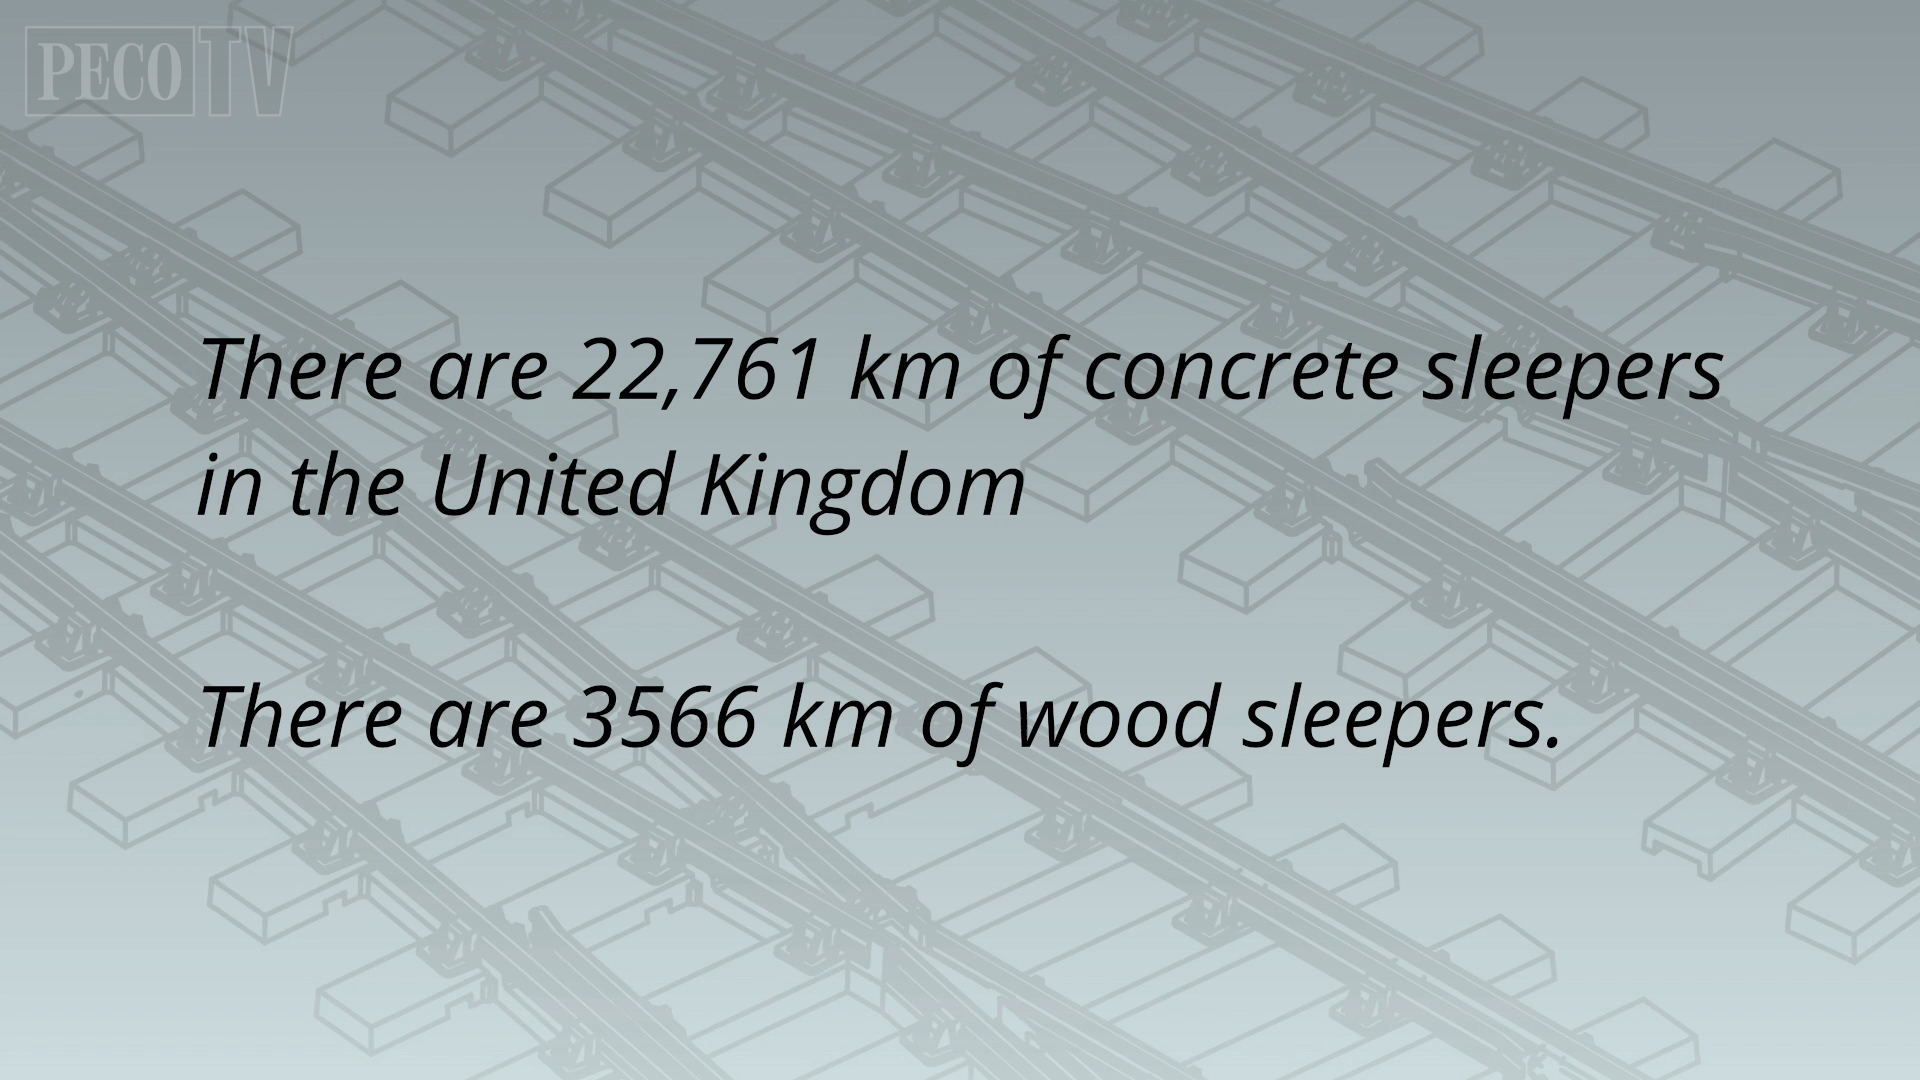 PECO TV
There are 22,761 km of concrete sleepers
in the United Kingdom
There are 3566 km of wood sleepers.